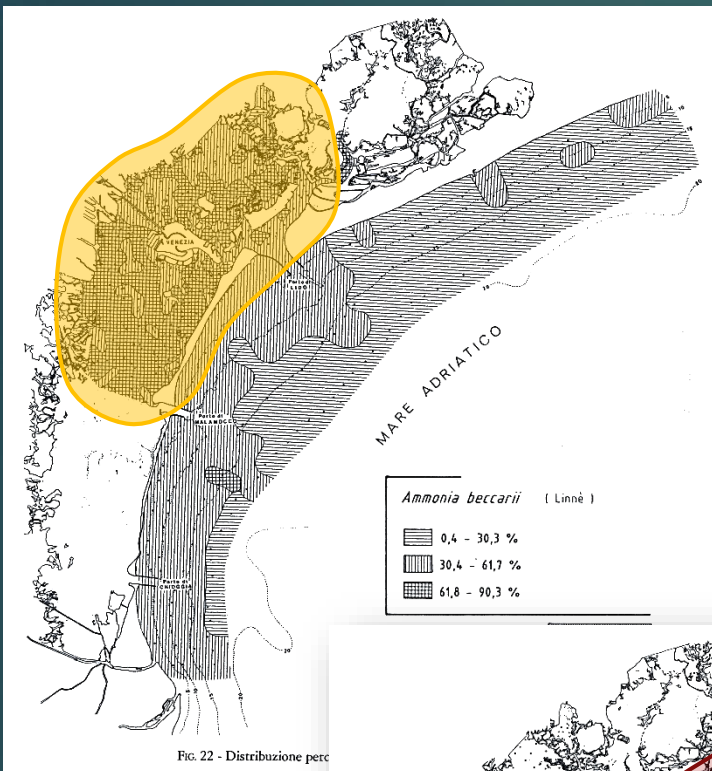 VENEZIA
Porto di
LIDO
MARE ADRIATICO
Porto di
MALAMOCCO
Ammonia beccarii ( Linnè )
0,4 - 30,3 %
30,4 - 61,7 %
61,8 - 90,3 %
Porto di
CHIOGGIA
FIG. 22 - Distribuzione perc